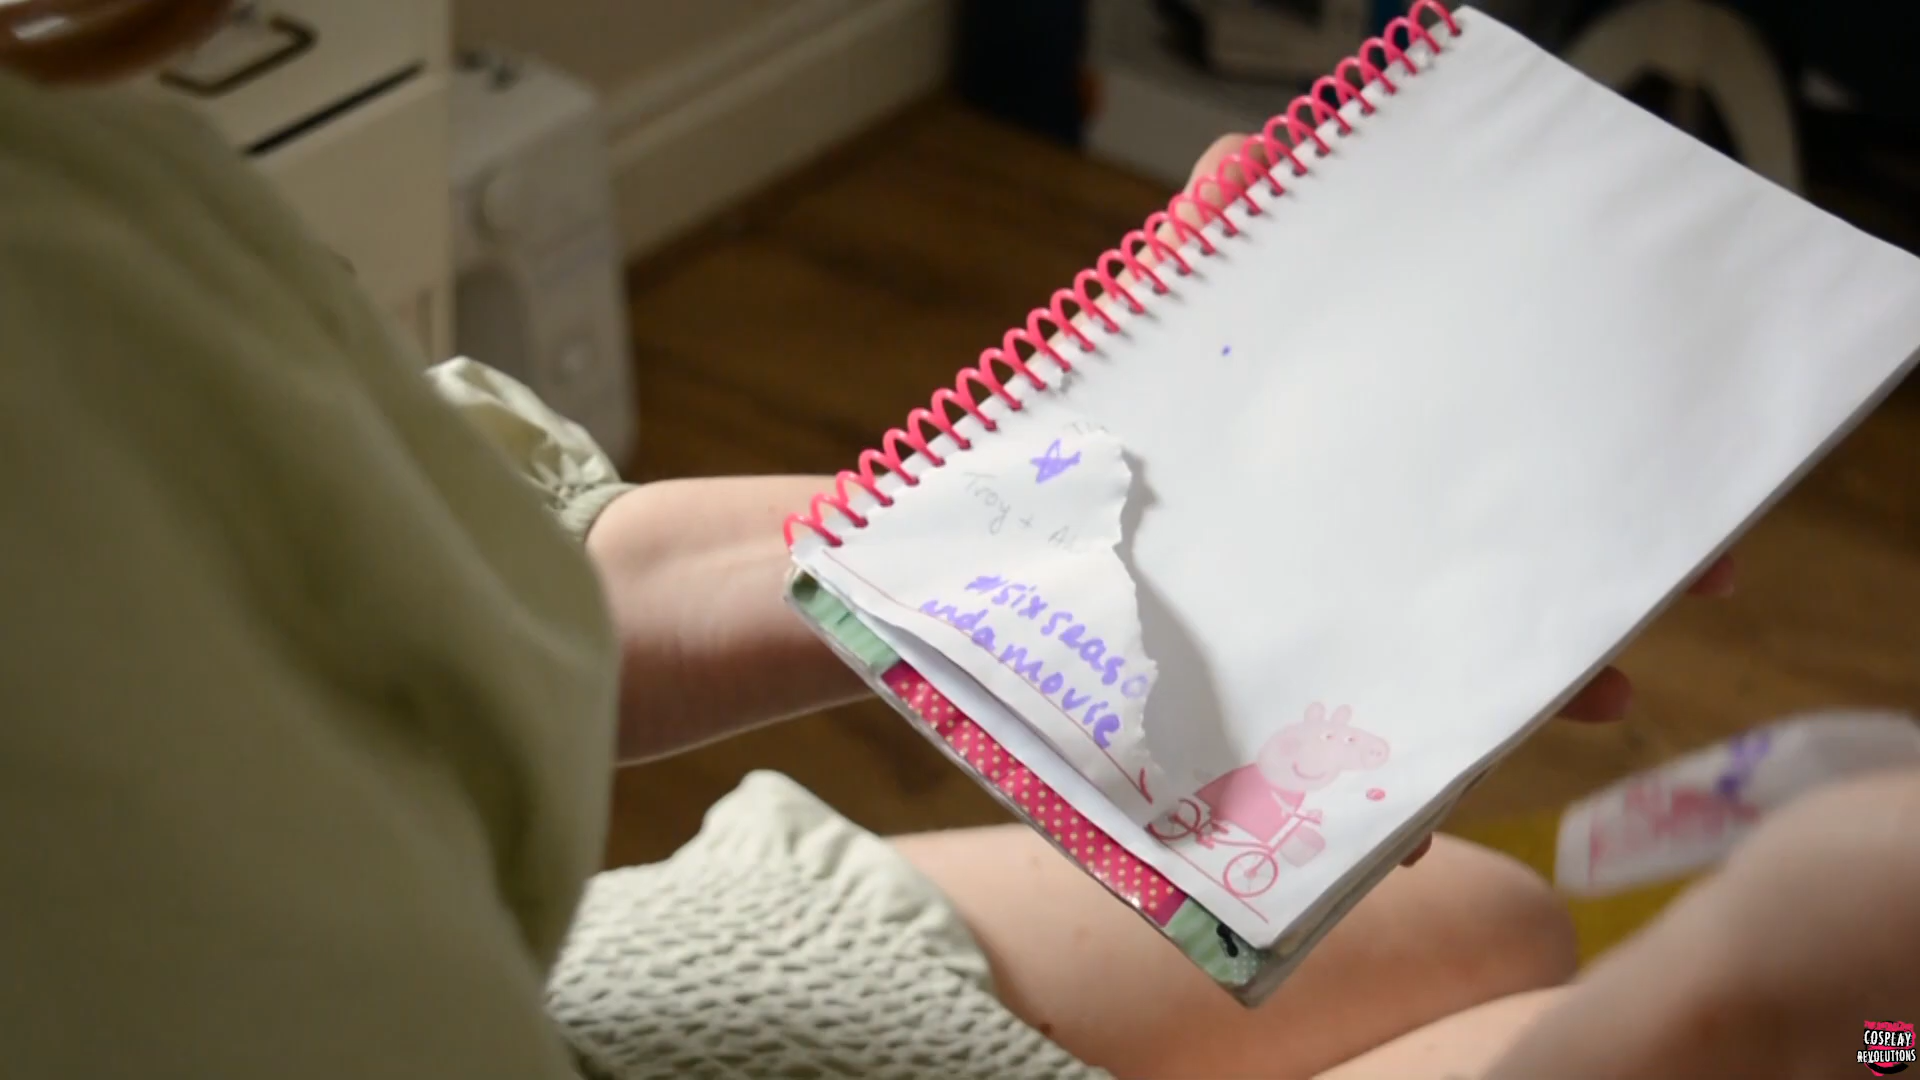 Troy +
#sixseaso
andamovie
COSPLAY
REVOLUTIONS